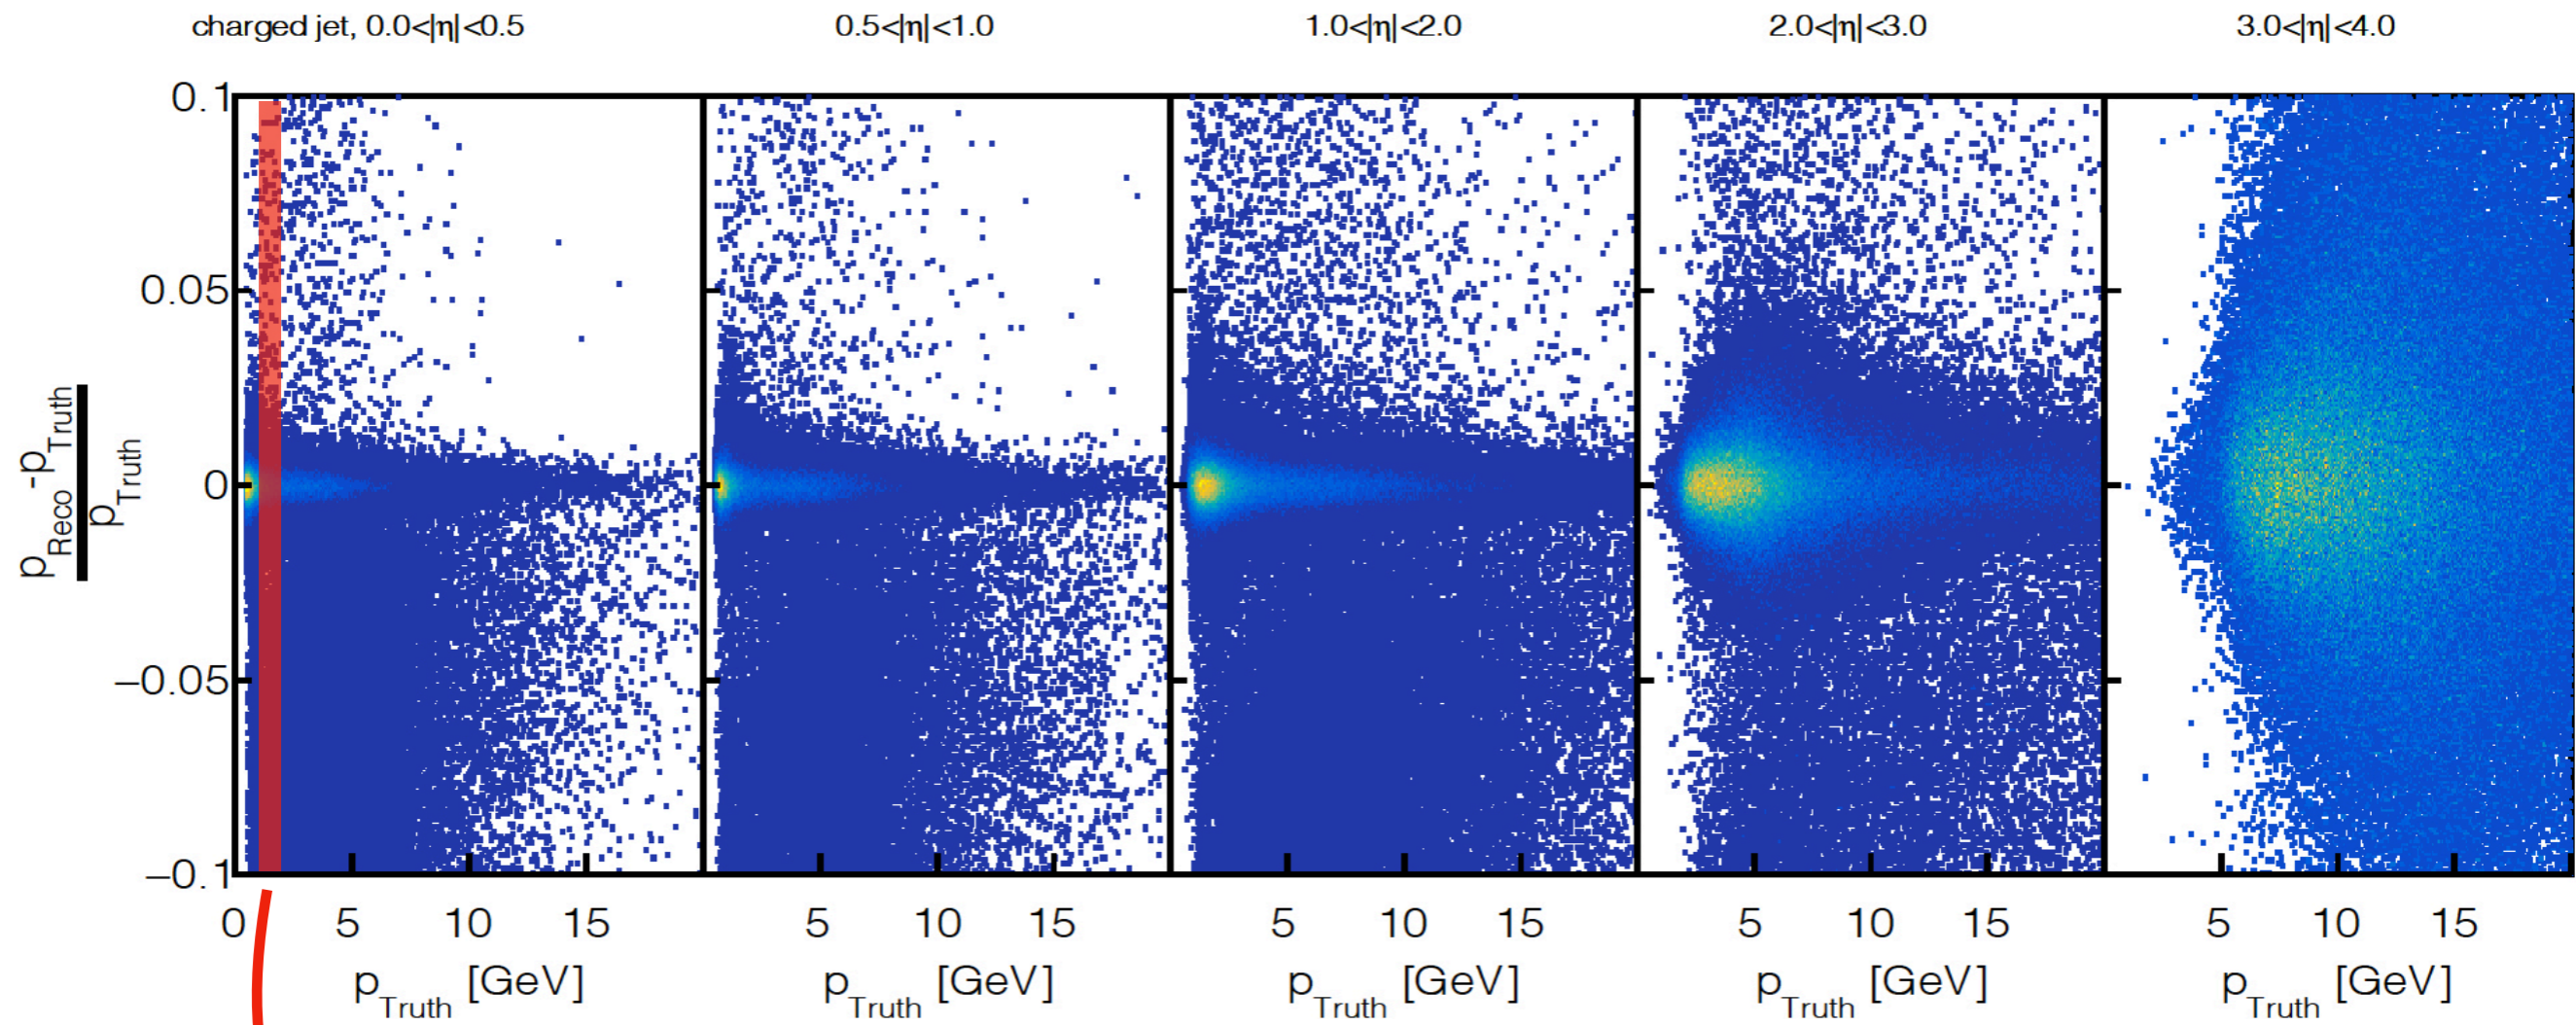 charged jet, 0.0<|η|<0.5 0.5<|η|<1.0 1.0<|η|<2.0 2.0<|η|<3.0 3.0<|η|<4.0
0.1
0.05
0
−0.05
−0.1
p_Reco -p_Truth
p_Truth
0 5 10 15 5 10 15 5 10 15 5 10 15 5 10 15
p_Truth [GeV] p_Truth [GeV] p_Truth [GeV] p_Truth [GeV] p_Truth [GeV]